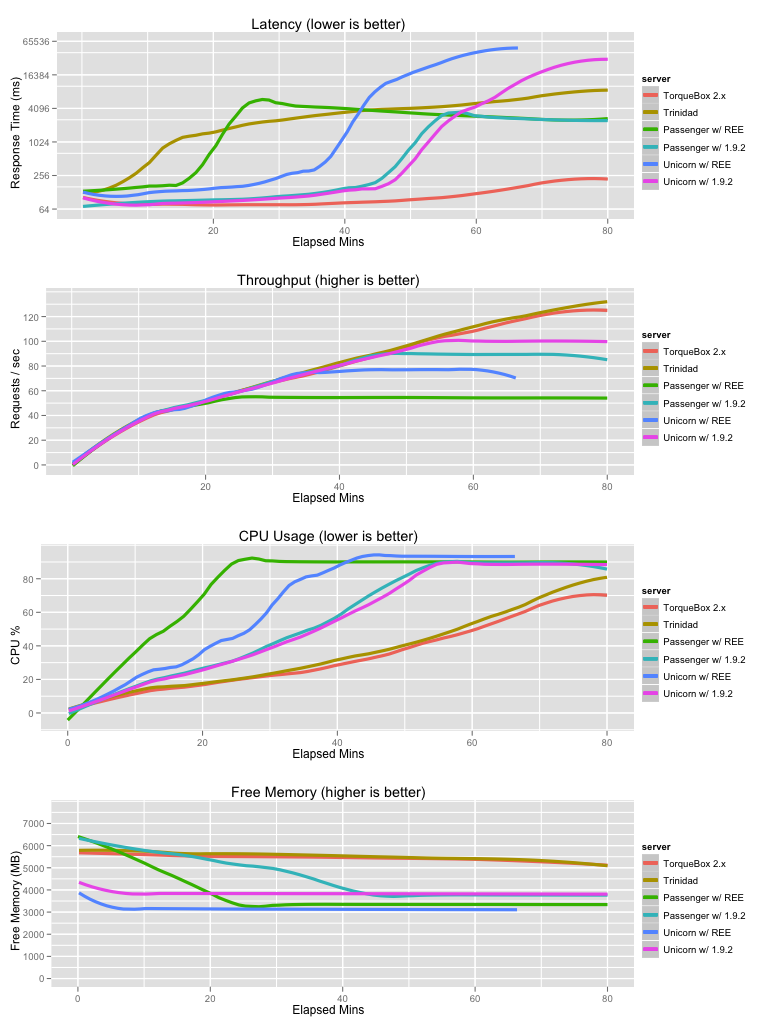 Latency (lower is better)
Response Time (ms)
65536
16384
4096
1024
256
64
20 40 60 80
Elapsed Mins
server
TorqueBox 2.x
Trinidad
Passenger w/ REE
Passenger w/ 1.9.2
Unicorn w/ REE
Unicorn w/ 1.9.2
Throughput (higher is better)
Requests / sec
120
100
80
60
40
20
0
20 40 60 80
Elapsed Mins
server
TorqueBox 2.x
Trinidad
Passenger w/ REE
Passenger w/ 1.9.2
Unicorn w/ REE
Unicorn w/ 1.9.2
CPU Usage (lower is better)
CPU %
80
60
40
20
0
0 20 40 60 80
Elapsed Mins
server
TorqueBox 2.x
Trinidad
Passenger w/ REE
Passenger w/ 1.9.2
Unicorn w/ REE
Unicorn w/ 1.9.2
Free Memory (higher is better)
Free Memory (MB)
7000
6000
5000
4000
3000
2000
1000
0
0 20 40 60 80
Elapsed Mins
server
TorqueBox 2.x
Trinidad
Passenger w/ REE
Passenger w/ 1.9.2
Unicorn w/ REE
Unicorn w/ 1.9.2